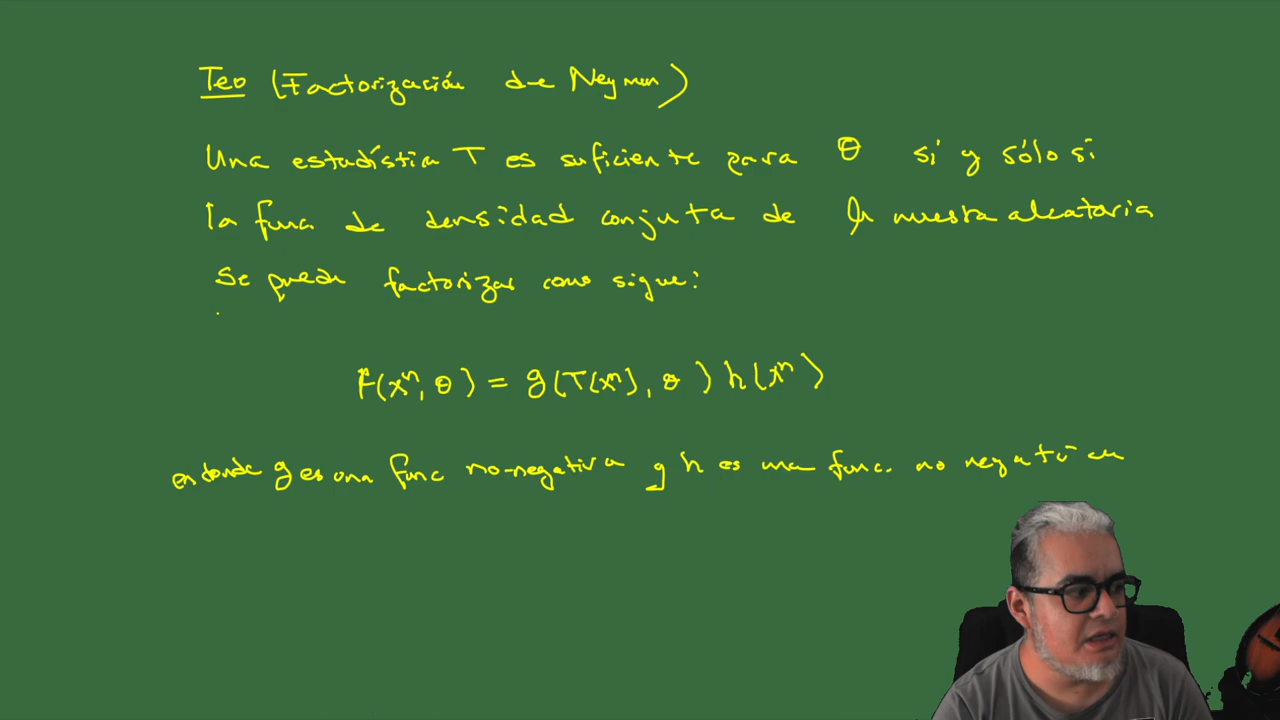 Teo (Factorización de Neyman)
Una estadística T es suficiente para θ si y sólo si
la func. de densidad conjuta de la muestra aleatoria
Se puede factorizar como sigue:
f(xⁿ, θ) = g(T(xⁿ), θ) h(xⁿ)
en donde g es una func no-negativa y h es una func. no negativa